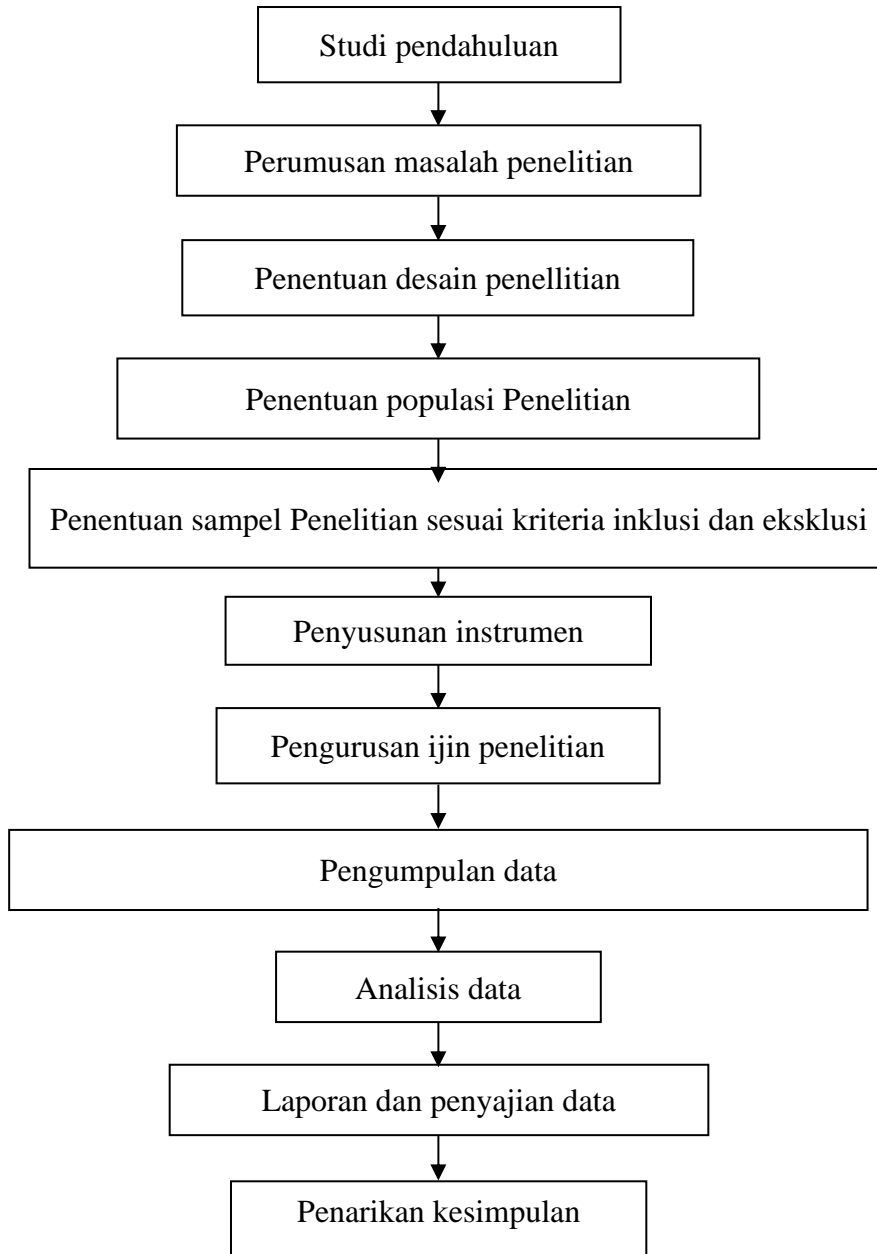 Studi pendahuluan
Perumusan masalah penelitian
Penentuan desain penellitian
Penentuan populasi Penelitian
Penentuan sampel Penelitian sesuai kriteria inklusi dan eksklusi
Penyusunan instrumen
Pengurusan ijin penelitian
Pengumpulan data
Analisis data
Laporan dan penyajian data
Penarikan kesimpulan